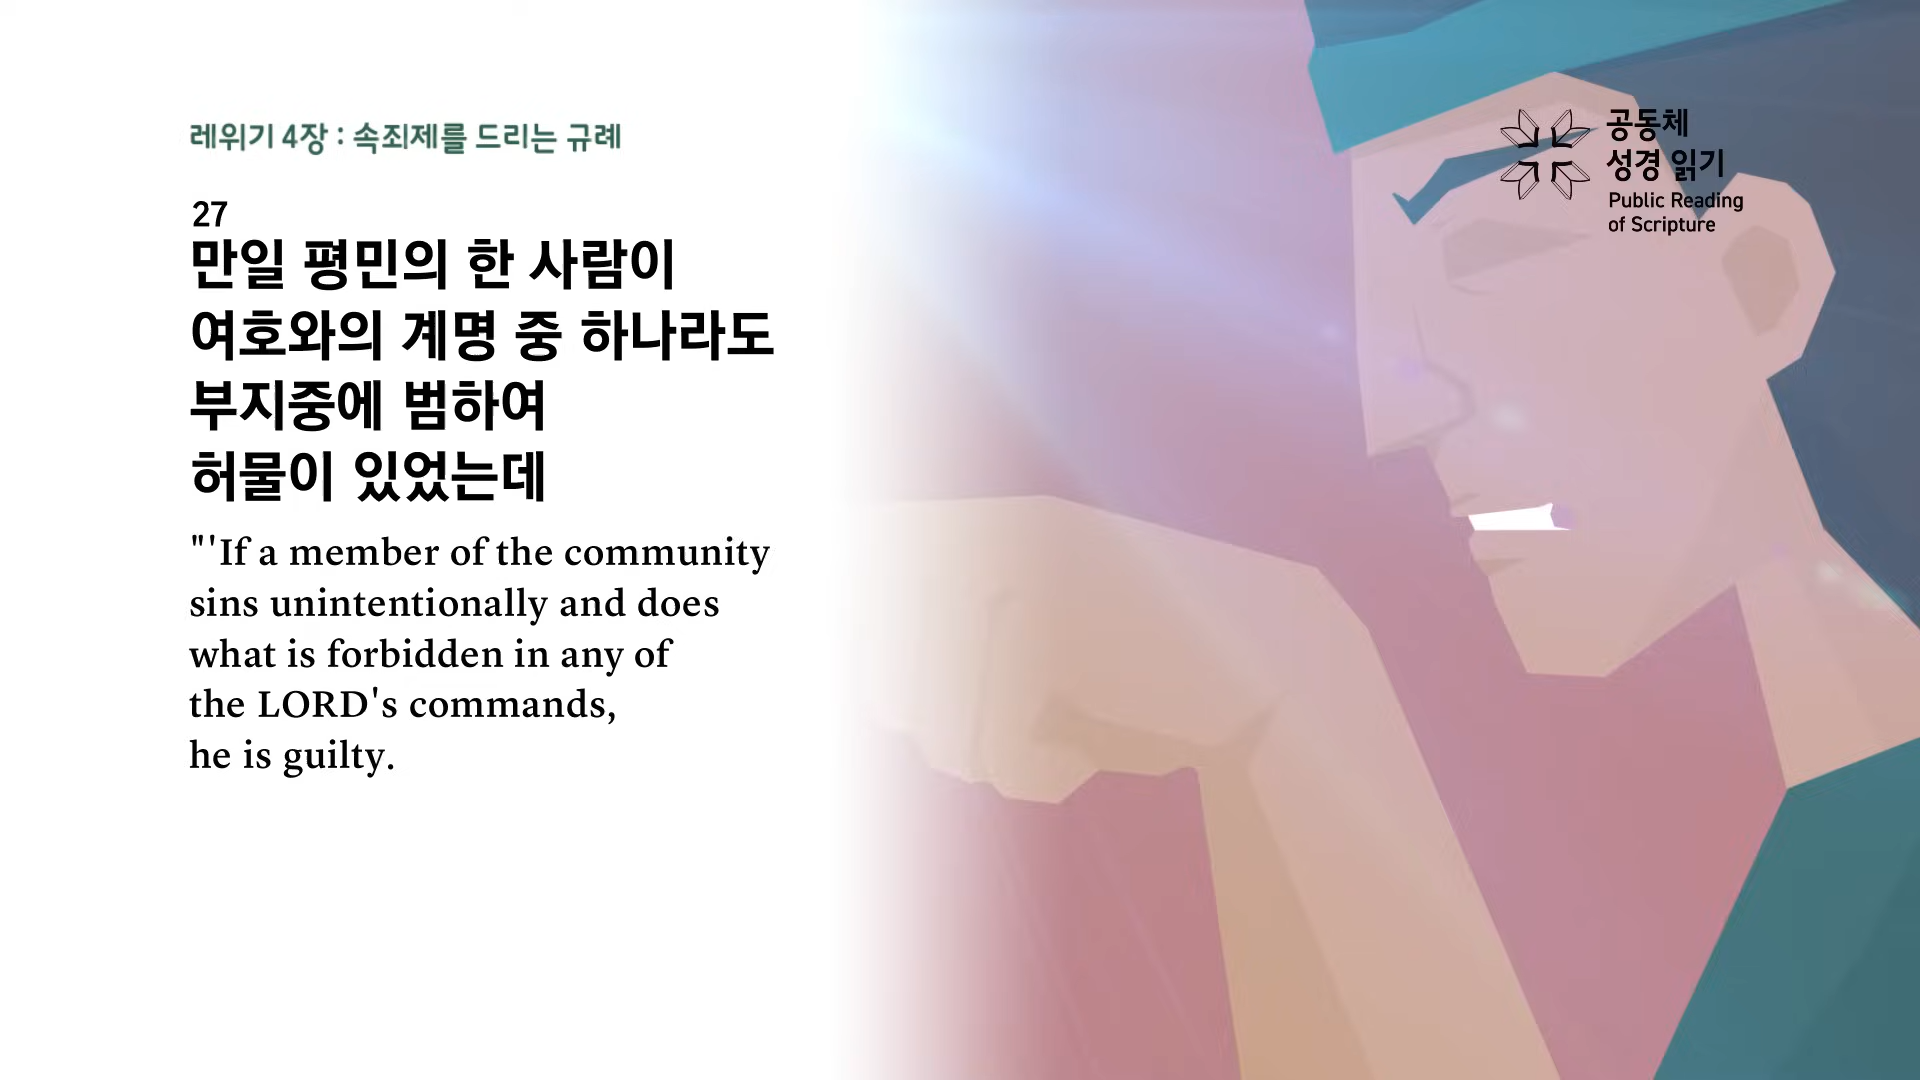 레위기 4장 : 속죄제를 드리는 규례
27
만일 평민의 한 사람이
여호와의 계명 중 하나라도
부지중에 범하여
허물이 있었는데
"'If a member of the community
sins unintentionally and does
what is forbidden in any of
the LORD's commands,
he is guilty.
공동체
성경 읽기
Public Reading
of Scripture